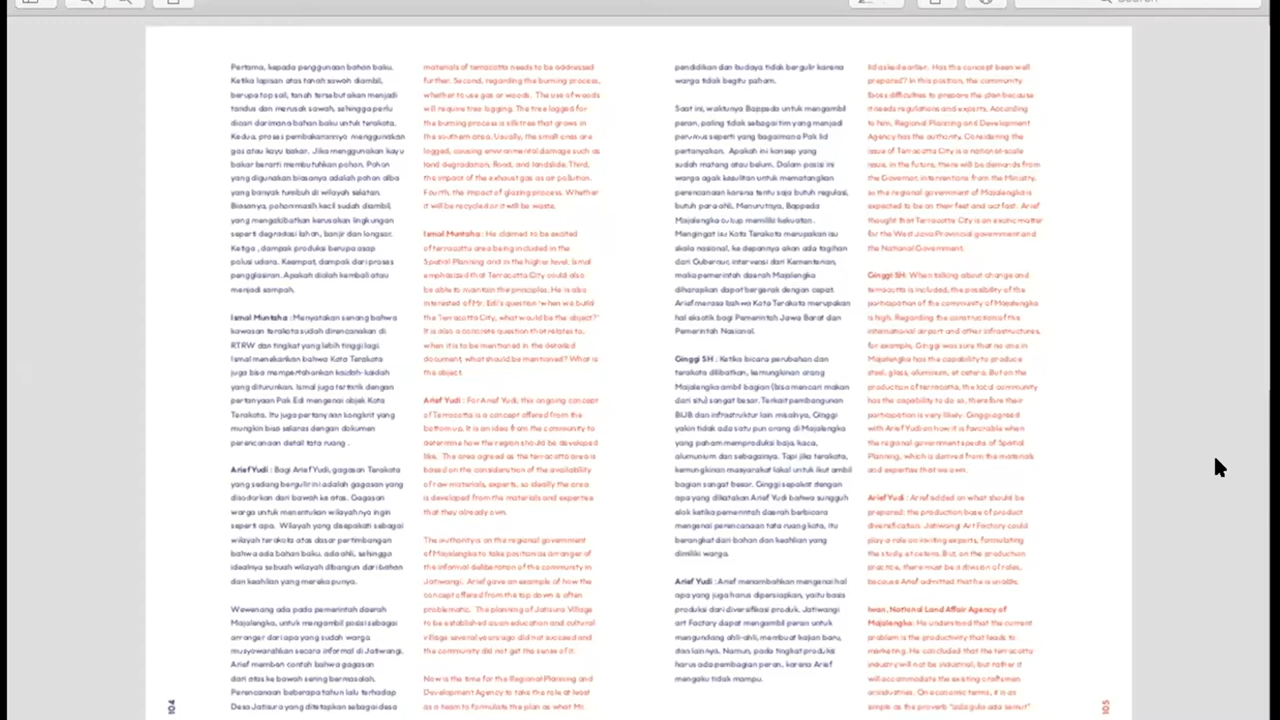 Pertama, kepada penggunaan bahan baku.
Ketika lapisan atas tanah sawah diambil,
berupa top soil, tanah tersebut akan menjadi
tandus dan merusak sawah, sehingga perlu
dicari darimana bahan baku untuk terakota.
Kedua, proses pembakarannya menggunakan
gas atau kayu bakar. Jika menggunakan kayu
bakar berarti membutuhkan pohon. Pohon
yang digunakan biasanya adalah pohon alba
yang banyak tumbuh di wilayah selatan.
Biasanya, pohon masih kecil sudah diambil,
yang mengakibatkan kerusakan lingkungan
seperti degradasi lahan, banjir dan longsor.
Ketiga, dampak produksi berupa asap
polusi udara. Keempat, dampak dari proses
pengglasiran. Apakah diolah kembali atau
menjadi sampah.
Ismal Muntaha : Menyatakan senang bahwa
kawasan terakota sudah direncanakan di
RTRW dan tingkat yang lebih tinggi lagi.
Ismal menekankan bahwa Kota Terakota
juga bisa mempertahankan kaidah- kaidah
yang diturunkan. Ismal juga tertarik dengan
pertanyaan Pak Edi mengenai objek Kota
Terakota. Itu juga pertanyaan kongkrit yang
mungkin bisa selaras dengan dokumen
perencanaan detail tata ruang .
Arief Yudi : Bagi Arief Yudi, gagasan Terakota
yang sedang bergulir ini adalah gagasan yang
disodorkan dari bawah ke atas. Gagasan
warga untuk menentukan wilayahnya ingin
seperti apa. Wilayah yang disepakati sebagai
wilayah terakota atas dasar pertimbangan
bahwa ada bahan baku, ada ahli, sehingga
idealnya sebuah wilayah dibangun dari bahan
dan keahlian yang mereka punya.
Wewenang ada pada pemerintah daerah
Majalengka, untuk mengambil posisi sebagai
arranger dari apa yang sudah warga
musyawarahkan secara informal di Jatiwangi.
Arief memberi contoh bahwa gagasan
dari atas ke bawah sering bermasalah.
Perencanaan beberapa tahun lalu terhadap
Desa Jatisura yang ditetapkan sebagai desa
104
materials of terracotta needs to be addressed
further. Second, regarding the burning process,
whether to use gas or woods. The use of woods
will require tree logging. The tree logged for
the burning process is silktree that grows in
the southern area. Usually, the small ones are
logged, causing environmental damage such as
land degradation, flood, and landslide. Third,
the impact of the exhaust gas as air pollution.
Fourth, the impact of glazing process. Whether
it will be recycled or it will be waste.
Ismal Muntaha : He claimed to be excited
of terracotta area being included in the
Spatial Planning and in the higher level. Ismal
emphasized that Terracotta City could also
be able to maintain the principles. He is also
interested of Mr. Edi's question "when we build
the Terracotta City, what would be the object?"
It is also a concrete question that relates to,
when it is to be mentioned in the detailed
document, what should be mentioned? What is
the object.
Arief Yudi : For Arief Yudi, this ongoing concept
of Terracotta is a concept offered from the
bottom up. It is an idea from the community to
determine how the region should be developed
like. The area agreed as the terracotta area is
based on the consideration of the availability
of raw materials, experts, so ideally the area
is developed from the materials and expertise
that they already own.
The authority is on the regional government
of Majalengka to take position as arranger of
the informal deliberation of the community in
Jatiwangi. Arief gave an example of how the
concept offered from the top down is often
problematic. The planning of Jatisura Village
to be established as an education and cultural
village several years ago did not succeed and
the community did not get the sense of it.
Now is the time for the Regional Planning and
Development Agency to take the role at least
as a team to formulate the plan as what Mr.
pendidikan dan budaya tidak bergulir karena
warga tidak begitu paham.
Saat ini, waktunya Bappeda untuk mengambil
peran, paling tidak sebagai tim yang menjadi
perumus seperti yang bagaimana Pak Iid
pertanyakan. Apakah ini konsep yang
sudah matang atau belum. Dalam posisi ini
warga agak kesulitan untuk mematangkan
perencanaan karena tentu saja butuh regulasi,
butuh para ahli. Menurutnya, Bappeda
Majalengka cukup memiliki kekuatan.
Mengingat isu Kota Terakota merupakan isu
skala nasional, ke depannya akan ada tagihan
dari Gubernur, intervensi dari Kementerian,
maka pemerintah daerah Majalengka
diharapkan dapat bergerak dengan cepat.
Arief merasa bahwa Kota Terakota merupakan
hal eksotik bagi Pemerintah Jawa Barat dan
Pemerintah Nasional.
Ginggi SH : Ketika bicara perubahan dan
terakota dilibatkan, kemungkinan orang
Majalengka ambil bagian (bisa mencari makan
dari situ) sangat besar. Terkait pembangunan
BIJB dan infrastruktur lain misalnya, Ginggi
yakin tidak ada satu pun orang di Majalengka
yang paham memproduksi baja, kaca,
alumunium dan sebagainya. Tapi jika terakota,
kemungkinan masyarakat lokal untuk ikut ambil
bagian sangat besar. Ginggi sepakat dengan
apa yang dikatakan Arief Yudi bahwa sungguh
elok ketika pemerintah daerah berbicara
mengenai perencanaan tata ruang kota, itu
berangkat dari bahan dan keahlian yang
dimiliki warga.
Arief Yudi : Arief menambahkan mengenai hal
apa yang juga harus dipersiapkan, yaitu basis
produksi dari diversifikasi produk. Jatiwangi
art Factory dapat mengambil peran untuk
mengundang ahli-ahli, membuat kajian baru,
dan lainnya. Namun, pada tingkat produksi
harus ada pembagian peran, karena Arief
mengaku tidak mampu.
Iid asked earlier. Has the concept been well
prepared? In this position, the community
faces difficulties to prepare the plan because
it needs regulations and experts. According
to him, Regional Planning and Development
Agency has the authority. Considering the
issue of Terracotta City is a national-scale
issue, in the future, there will be demands from
the Governor, interventions from the Ministry,
so the regional government of Majalengka is
expected to be on their feet and act fast. Arief
thought that Terracotta City is an exotic matter
for the West Java Provincial government and
the National Government.
Ginggi SH: When talking about change and
terracotta is included, the possibility of the
participation of the community of Majalengka
is high. Regarding the construction of the
international airport and other infrastructures,
for example, Ginggi was sure that no one in
Majalengka has the capability to produce
steel, glass, aluminum, et cetera. But on the
production of terracotta, the local community
has the capability to do so, therefore their
participation is very likely. Ginggi agreed
with Arief Yudi on how it is favorable when
the regional government speaks of Spatial
Planning, which is derived from the materials
and expertise that we own.
Arief Yudi : Arief added on what should be
prepared: the production base of product
diversification. Jatiwangi Art Factory could
play a role on inviting experts, formulating
the study, et cetera. But, on the production
practice, there must be a division of roles,
because Arief admitted that he is unable.
Iwan, National Land Affair Agency of
Majalengka: He understood that the current
problem is the productivity that leads to
marketing. He concluded that the terracotta
industry will not be industrial, but rather it
will accommodate the existing craftsmen
or industries. On economic terms, it is as
simple as the proverb "ada gula ada semut"
105